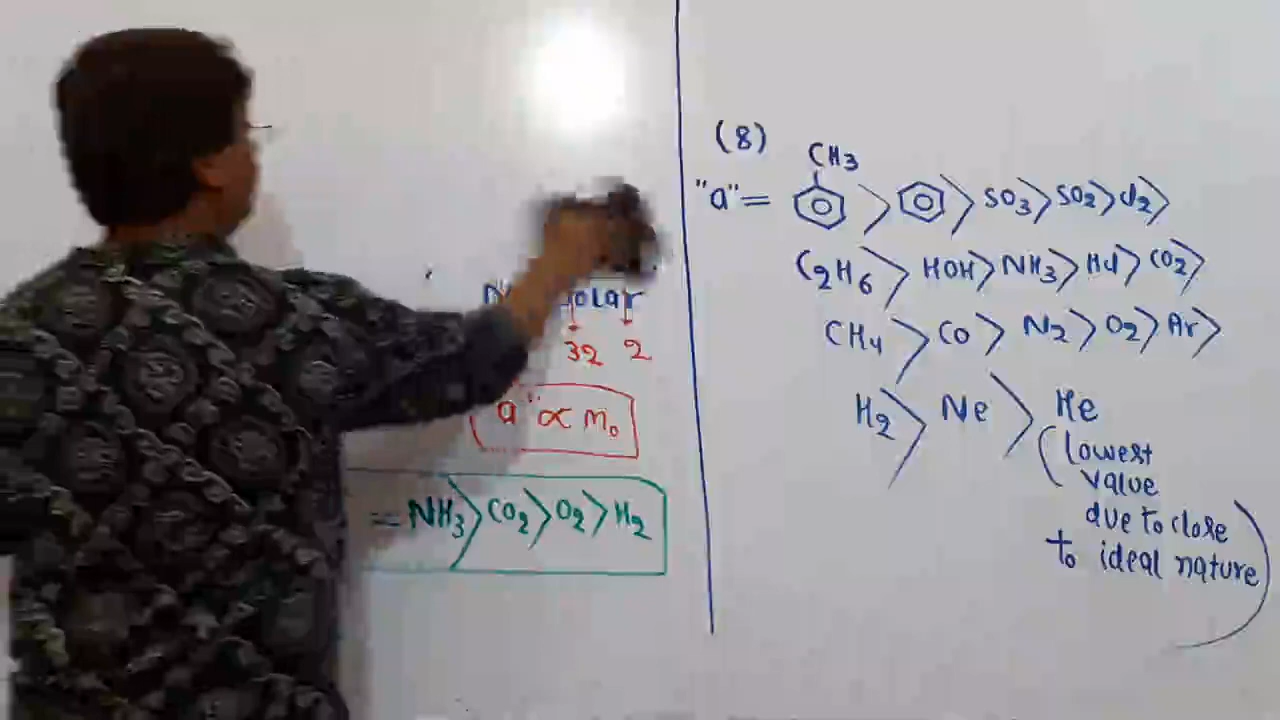 olar
32 2
a" ∝ m₀
= NH3 > CO2 > O2 > H2
(8)
CH3
"a" = > > SO3 > SO2 > Cl2 >
C2H6 > HOH > NH3 > HCl > CO2 >
CH4 > CO > N2 > O2 > Ar >
H2 > Ne > He
(lowest
value
due to close
to ideal nature)